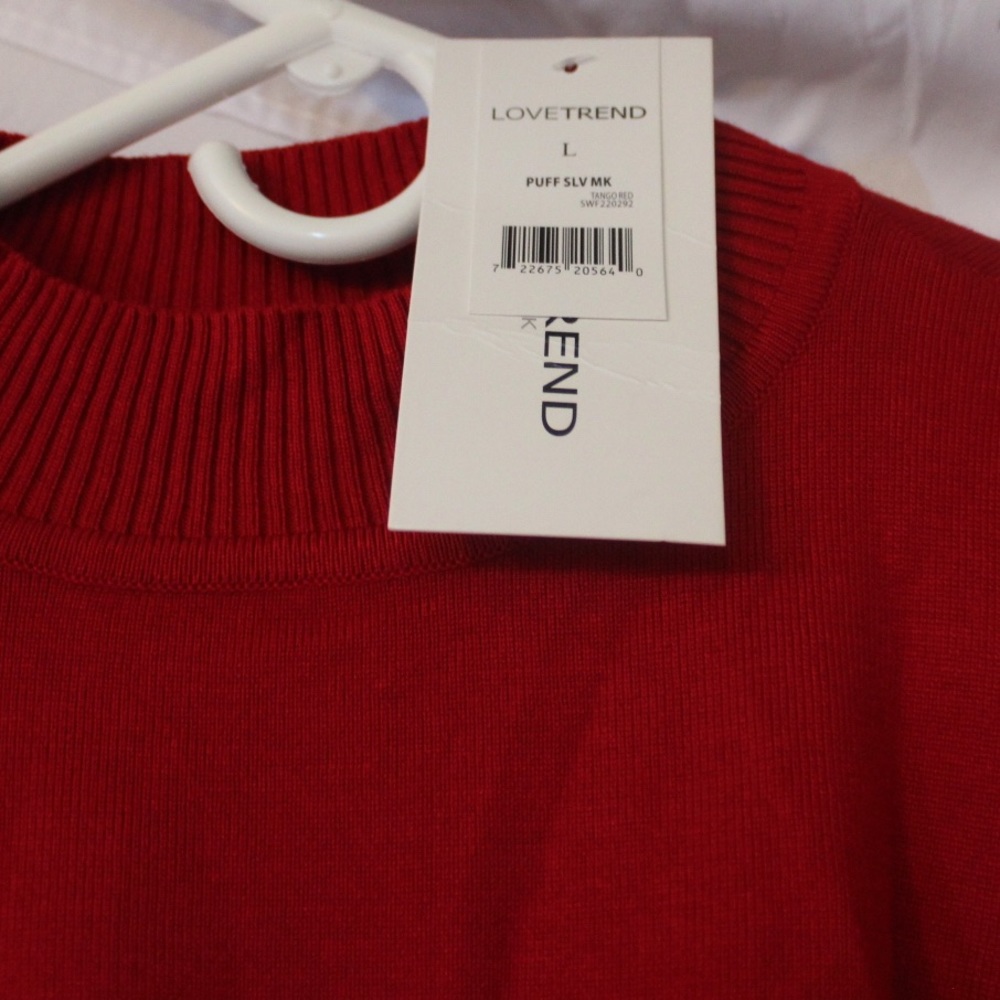 LOVETREND
L
PUFF SLV MK
TANGO RED
SWF220292
7 22675 20564 0
REND
K